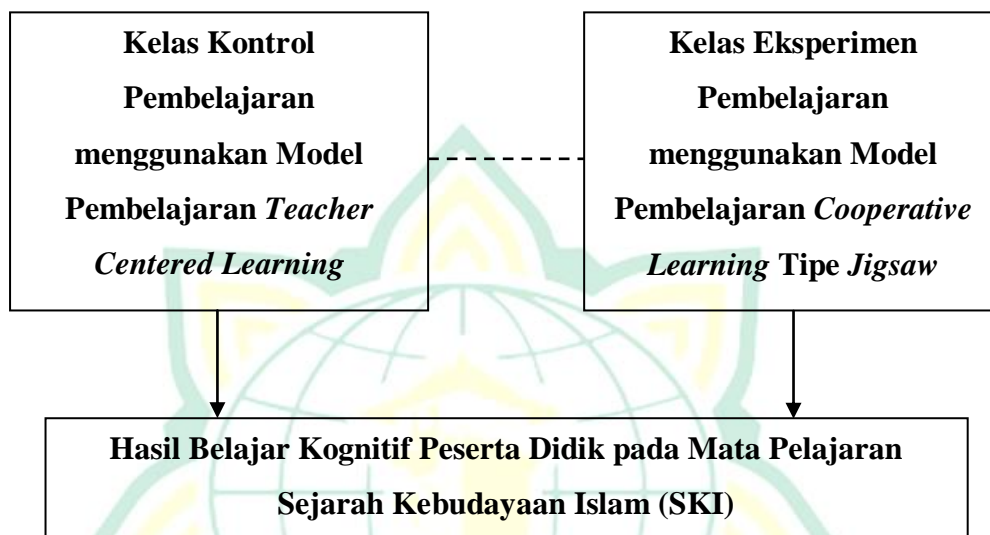 Kelas Kontrol
Pembelajaran
menggunakan Model
Pembelajaran Teacher
Centered Learning
Kelas Eksperimen
Pembelajaran
menggunakan Model
Pembelajaran Cooperative
Learning Tipe Jigsaw
Hasil Belajar Kognitif Peserta Didik pada Mata Pelajaran
Sejarah Kebudayaan Islam (SKI)